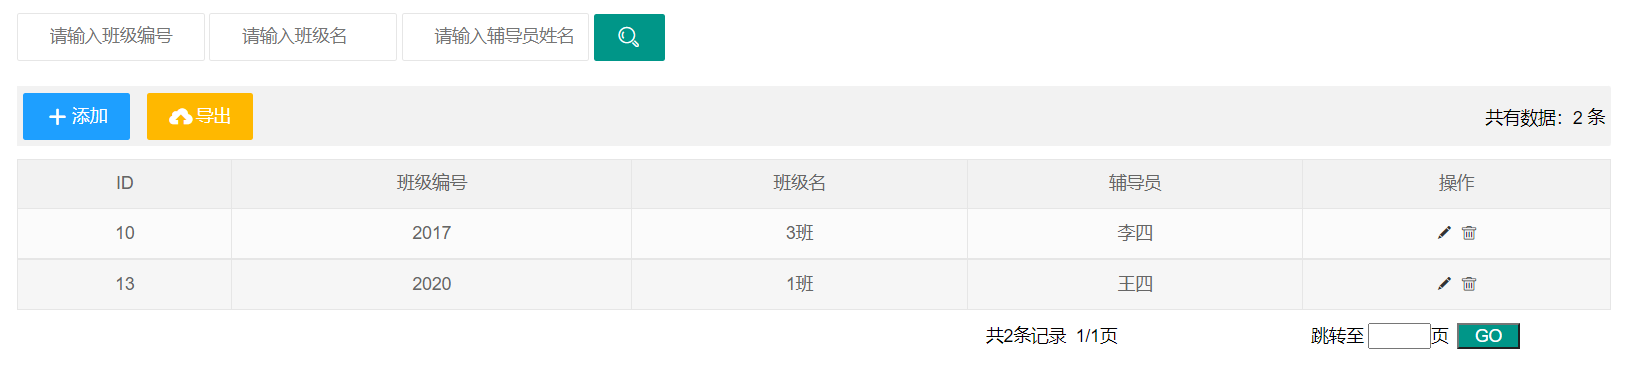 请输入班级编号 请输入班级名 请输入辅导员姓名
添加 导出 共有数据：2 条
ID 班级编号 班级名 辅导员 操作
10 2017 3班 李四
13 2020 1班 王四
共2条记录 1/1页 跳转至 页 GO